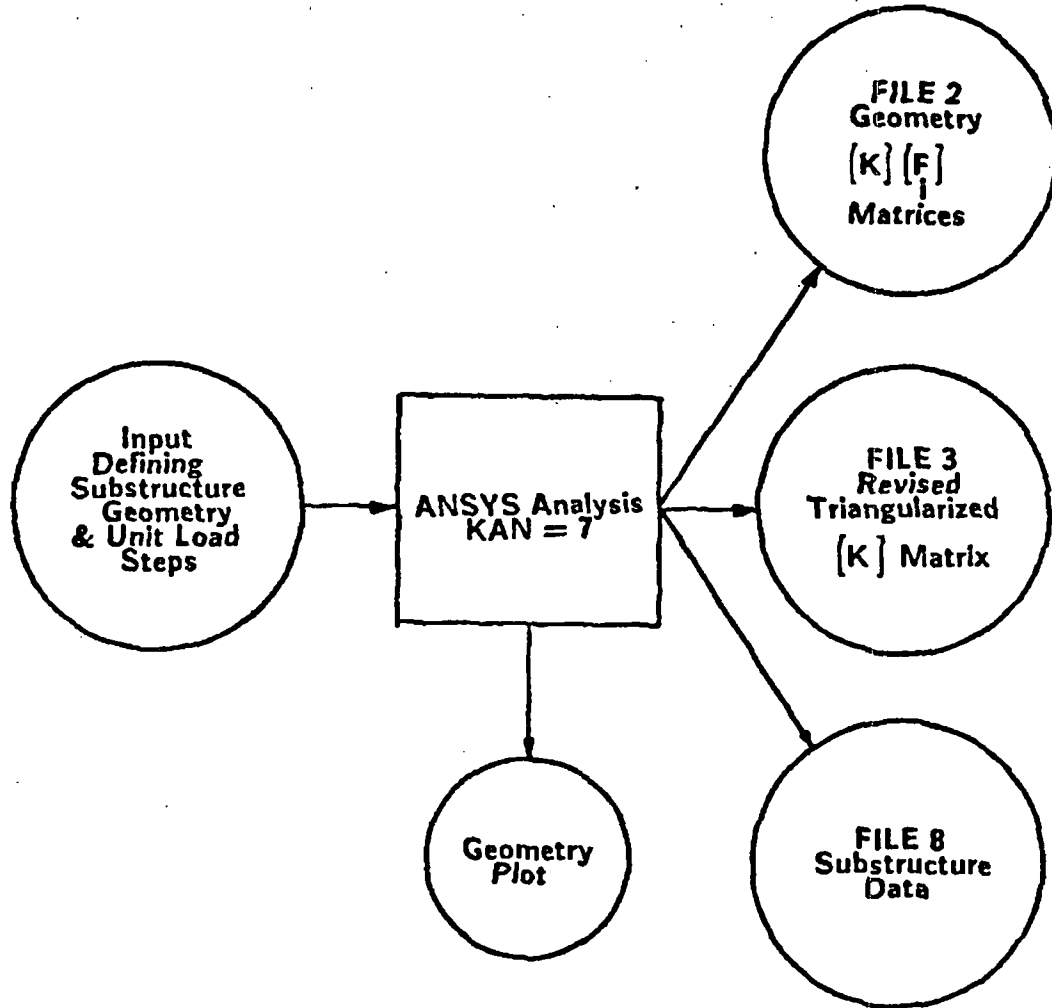 Input
Defining
Substructure
Geometry
& Unit Load
Steps
ANSYS Analysis
KAN = 7
Geometry
Plot
FILE 2
Geometry
[K] [F]
i
Matrices
FILE 3
Revised
Triangularized
[K] Matrix
FILE 8
Substructure
Data